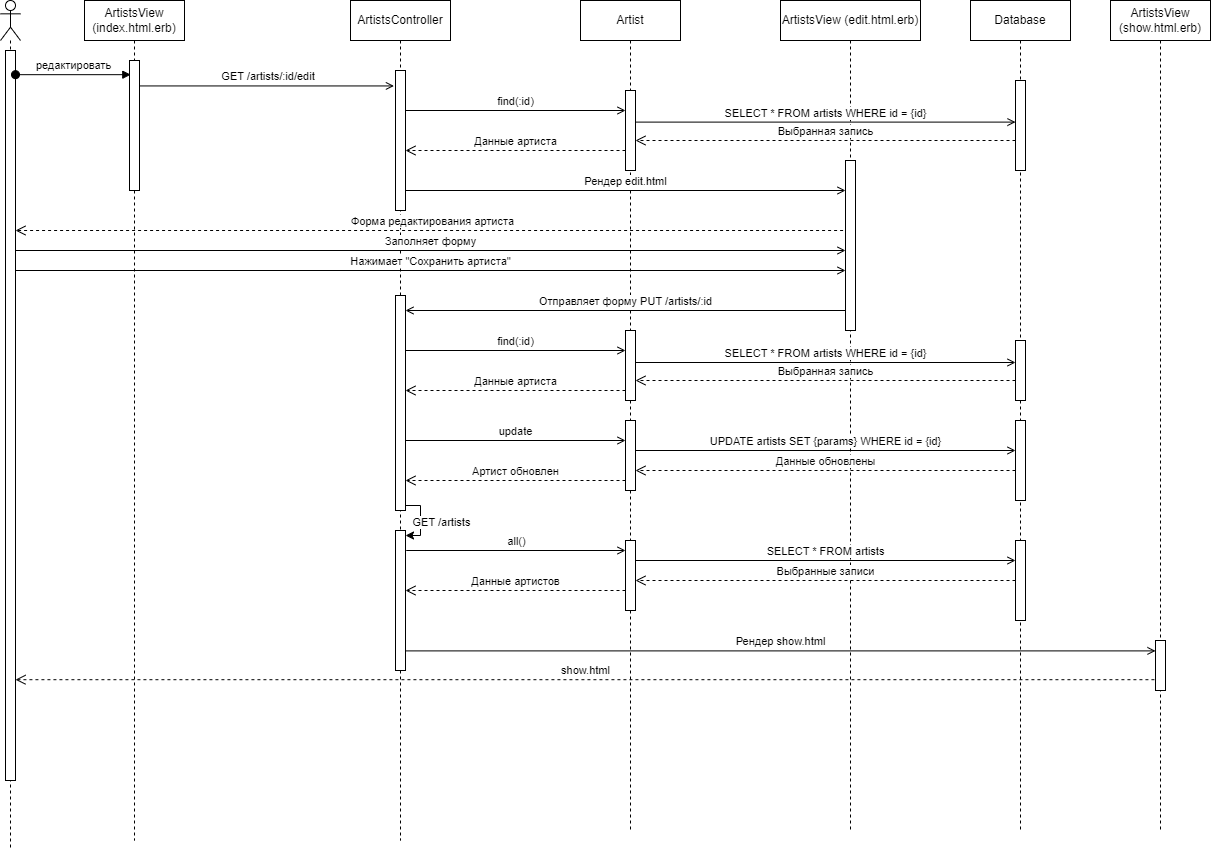 ArtistsView
(index.html.erb)
ArtistsController
Artist
ArtistsView (edit.html.erb)
Database
ArtistsView
(show.html.erb)
редактировать
GET /artists/:id/edit
find(:id)
SELECT * FROM artists WHERE id = {id}
Выбранная запись
Данные артиста
Рендер edit.html
Форма редактирования артиста
Заполняет форму
Нажимает "Сохранить артиста"
Отправляет форму PUT /artists/:id
find(:id)
SELECT * FROM artists WHERE id = {id}
Выбранная запись
Данные артиста
update
UPDATE artists SET {params} WHERE id = {id}
Данные обновлены
Артист обновлен
GET /artists
all()
SELECT * FROM artists
Выбранные записи
Данные артистов
Рендер show.html
show.html